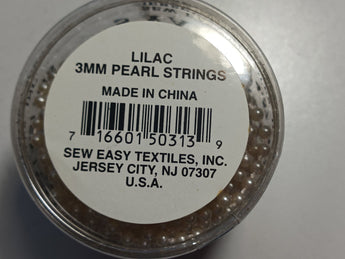 LILAC
3MM PEARL STRINGS
MADE IN CHINA
7 16601 50313 9
SEW EASY TEXTILES, INC.
JERSEY CITY, NJ 07307
U.S.A.